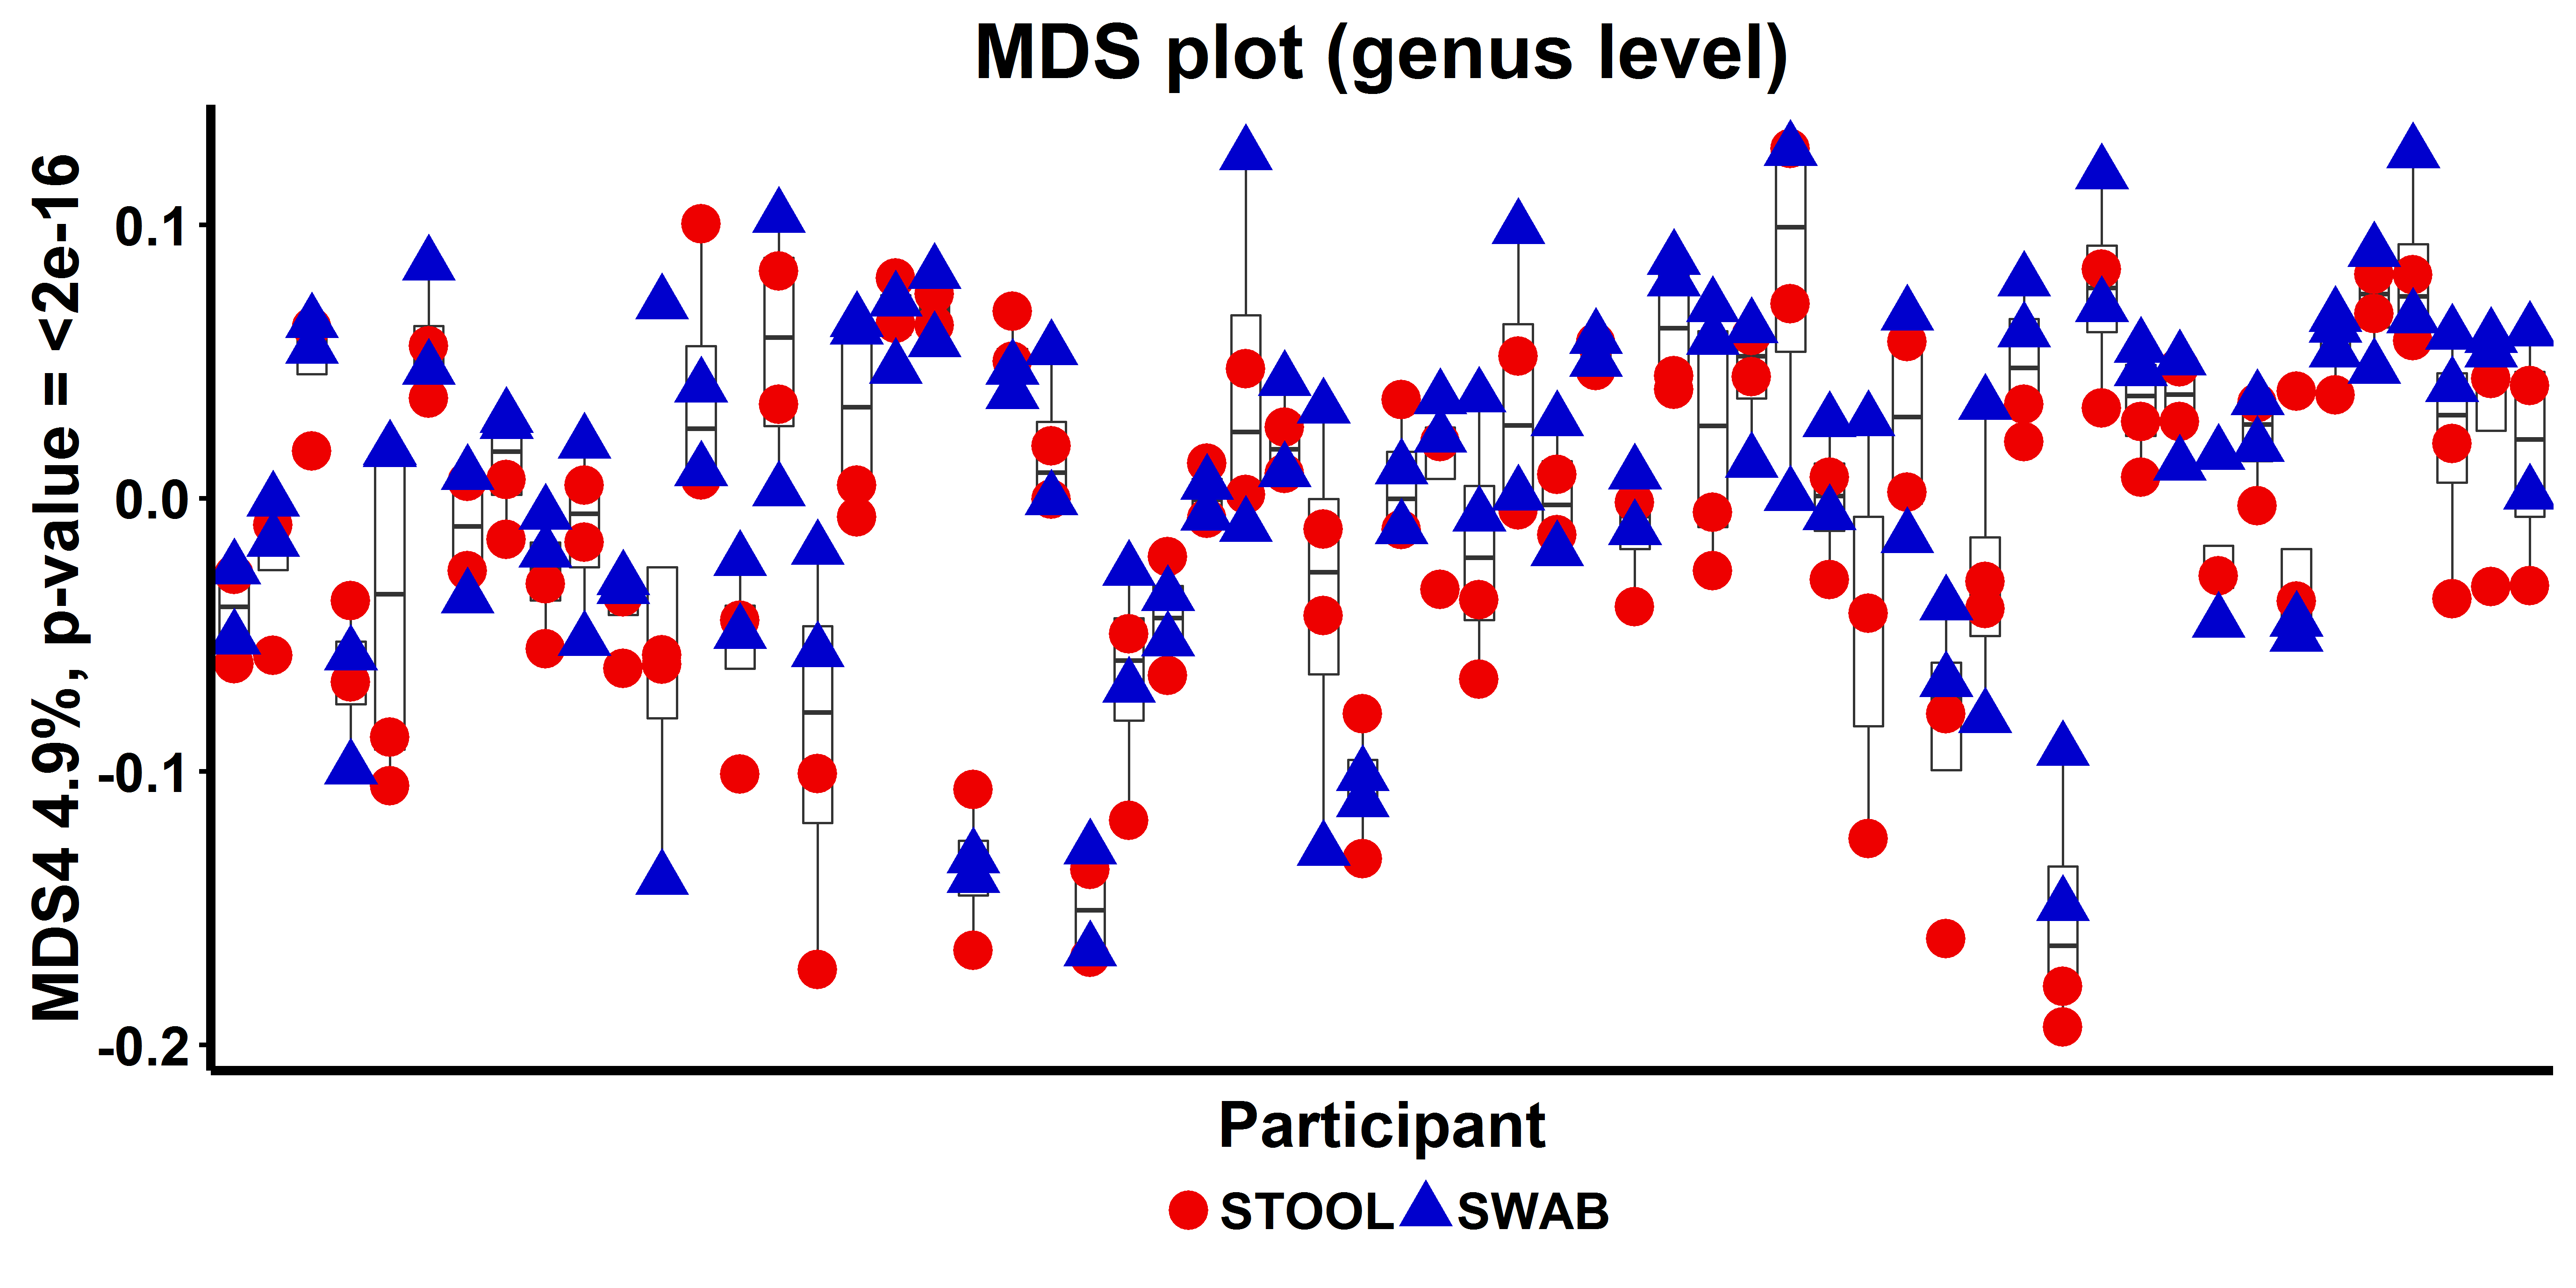 MDS plot (genus level)
MDS4 4.9%, p-value = <2e-16
0.1
0.0
-0.1
-0.2
Participant
STOOL SWAB